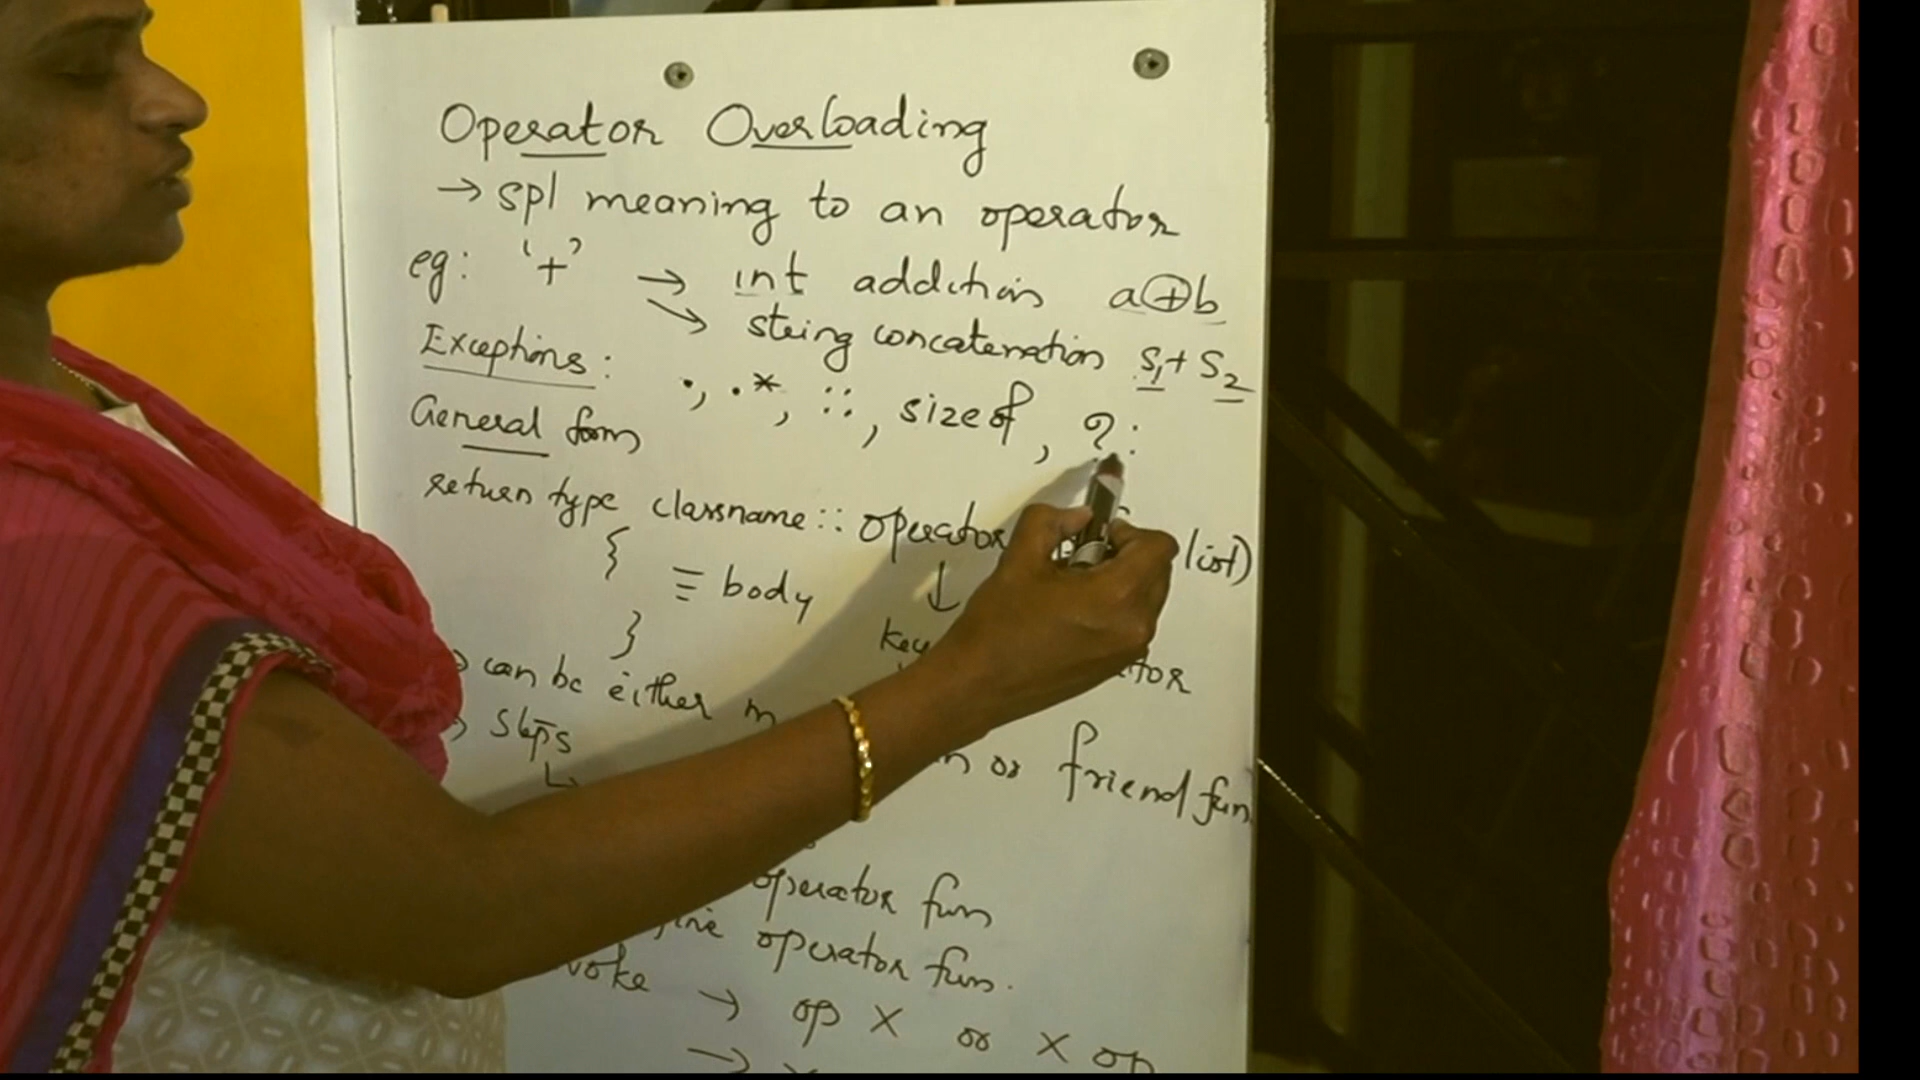 Operator Overloading
→ spl meaning to an operator
eg: '+' → int addition a+b
→ string concatenation S1 + S2
Exceptions: ., .*, ::, sizeof, ?:
General form
return type classname :: operator list)
{
≡ body
}
can be either or friend fun
steps
operator fun
operator fun.
→ op X or X op
→